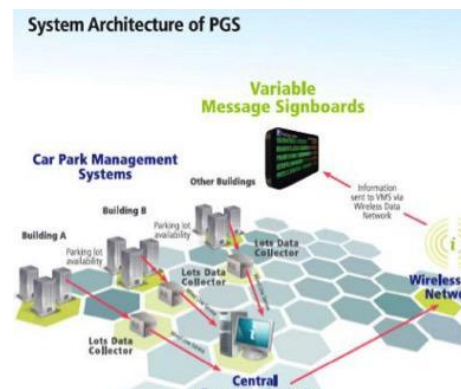 System Architecture of PGS
Variable
Message Signboards
Car Park Management
Systems
Other Buildings
Information
sent to VMS via
Wireless Data
Network
Building B
Building A
Parking lot
availability
Parking lot
availability
Lots Data
Collector
Lots Data
Collector
Lots Data
Collector
Wireless
Netw
Central